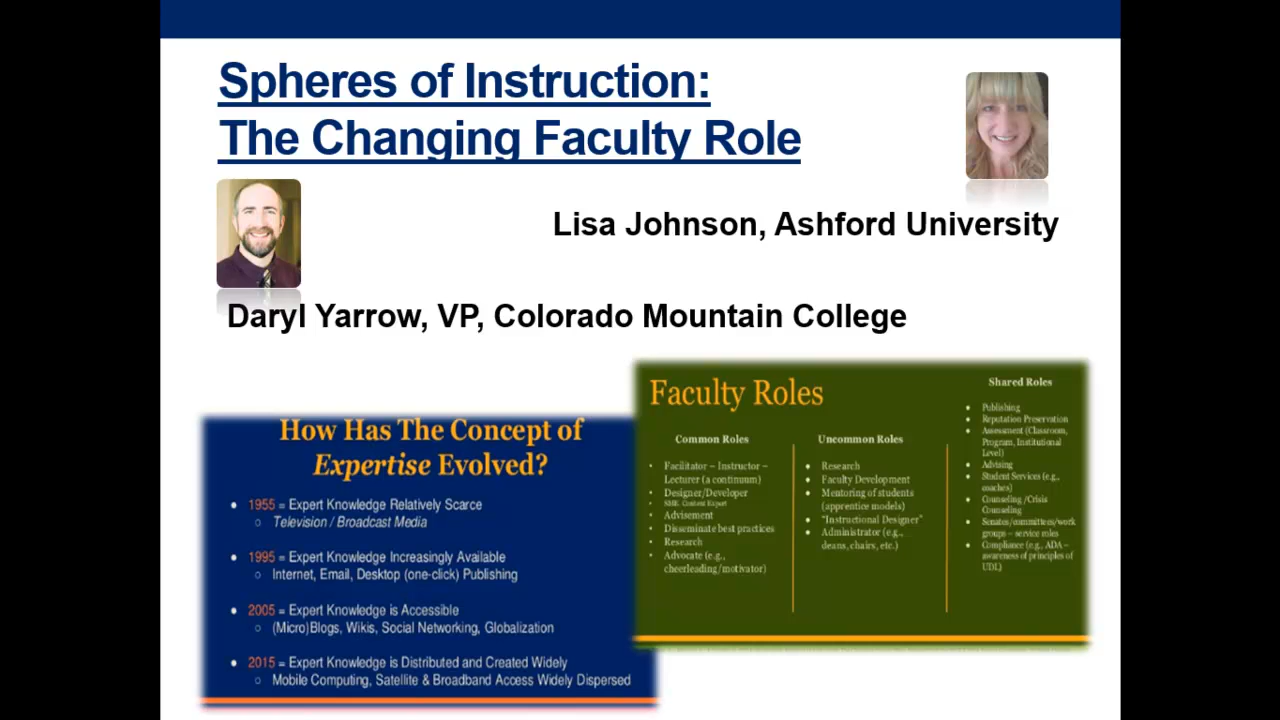 Spheres of Instruction:
The Changing Faculty Role
Lisa Johnson, Ashford University
Daryl Yarrow, VP, Colorado Mountain College
How Has The Concept of
Expertise Evolved?
● 1955 = Expert Knowledge Relatively Scarce
○ Television / Broadcast Media
● 1995 = Expert Knowledge Increasingly Available
○ Internet, Email, Desktop (one-click) Publishing
● 2005 = Expert Knowledge is Accessible
○ (Micro)Blogs, Wikis, Social Networking, Globalization
● 2015 = Expert Knowledge is Distributed and Created Widely
○ Mobile Computing, Satellite & Broadband Access Widely Dispersed
Faculty Roles
Common Roles
• Facilitator – Instructor –
Lecturer (a continuum)
• Designer/Developer
• SME Content Expert
• Advisement
• Disseminate best practices
• Research
• Advocate (e.g.,
cheerleading/motivator)
Uncommon Roles
● Research
● Faculty Development
● Mentoring of students
(apprentice models)
● "Instructional Designer"
● Administrator (e.g.,
deans, chairs, etc.)
Shared Roles
● Publishing
● Reputation Preservation
● Assessment (Classroom,
Program, Institutional
Level)
● Advising
● Student Services (e.g.,
coaches)
● Counseling /Crisis
Counseling
● Senates/committees/work
groups – service roles
● Compliance (e.g., ADA –
awareness of principles of
UDL)